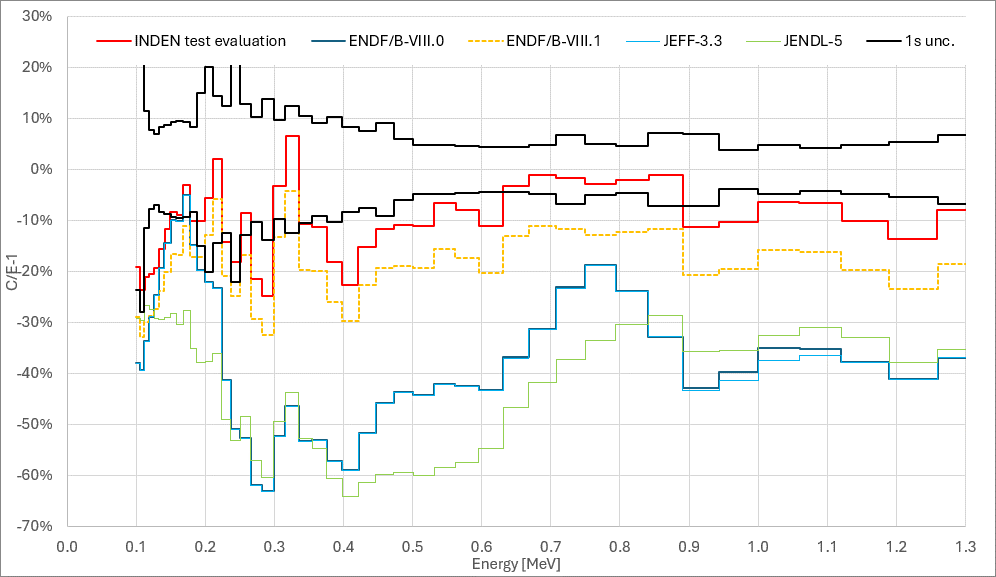 30%
INDEN test evaluation ENDF/B-VIII.0 ENDF/B-VIII.1 JEFF-3.3 JENDL-5 1s unc.
20%
10%
0%
-10%
-20%
C/E-1
-30%
-40%
-50%
-60%
-70%
0.0 0.1 0.2 0.3 0.4 0.5 0.6 0.7 0.8 0.9 1.0 1.1 1.2 1.3
Energy [MeV]